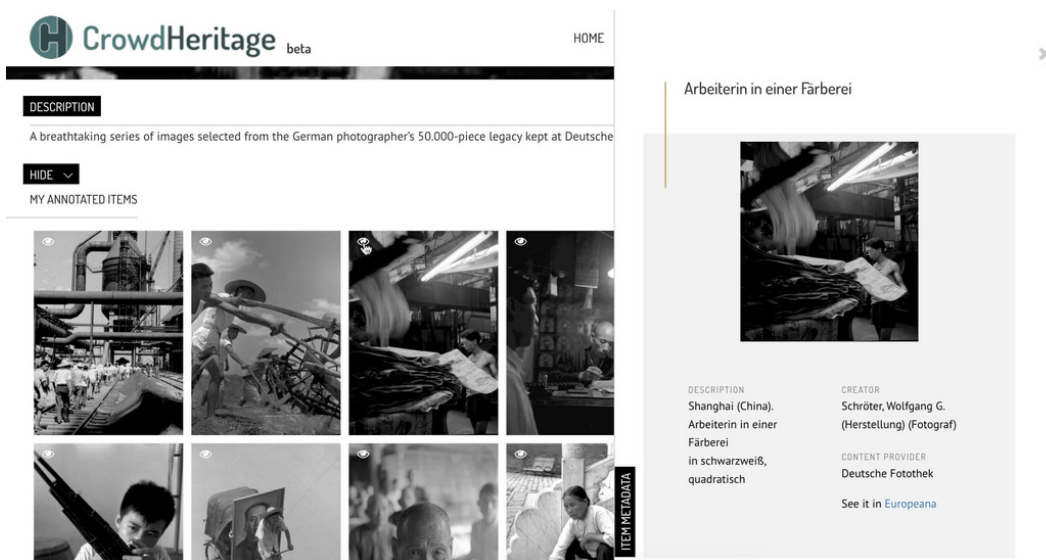 CrowdHeritage beta
HOME
DESCRIPTION
A breathtaking series of images selected from the German photographer's 50.000-piece legacy kept at Deutsche
HIDE
MY ANNOTATED ITEMS
Arbeiterin in einer Färberei
DESCRIPTION
Shanghai (China).
Arbeiterin in einer
Färberei
in schwarzweiß,
quadratisch
CREATOR
Schröter, Wolfgang G.
(Herstellung) (Fotograf)
CONTENT PROVIDER
Deutsche Fotothek
See it in Europeana
ITEM METADATA